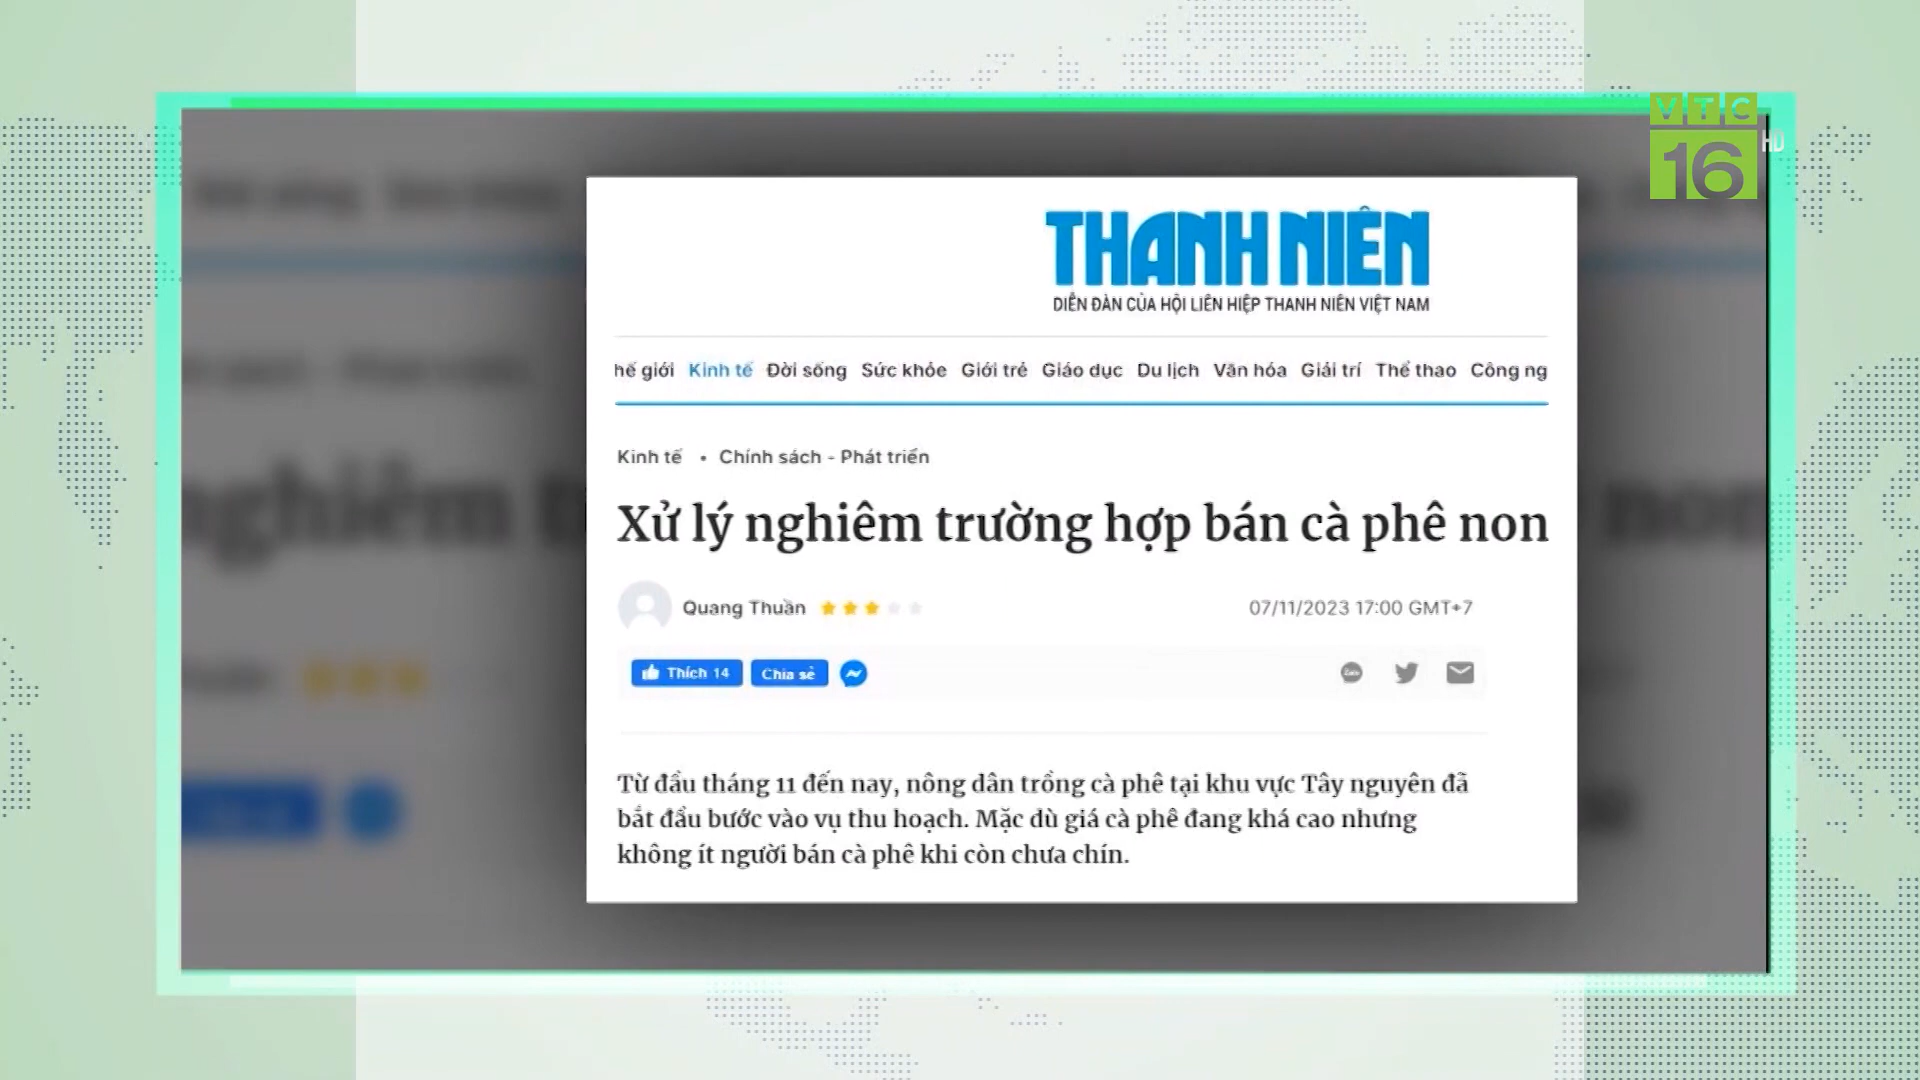 VTC
16 HD
THANH NIÊN
DIỄN ĐÀN CỦA HỘI LIÊN HIỆP THANH NIÊN VIỆT NAM
hế giới Kinh tế Đời sống Sức khỏe Giới trẻ Giáo dục Du lịch Văn hóa Giải trí Thể thao Công ng
Kinh tế • Chính sách - Phát triển
Xử lý nghiêm trường hợp bán cà phê non
Quang Thuần 07/11/2023 17:00 GMT+7
Thích 14 Chia sẻ Zalo
Từ đầu tháng 11 đến nay, nông dân trồng cà phê tại khu vực Tây nguyên đã
bắt đầu bước vào vụ thu hoạch. Mặc dù giá cà phê đang khá cao nhưng
không ít người bán cà phê khi còn chưa chín.